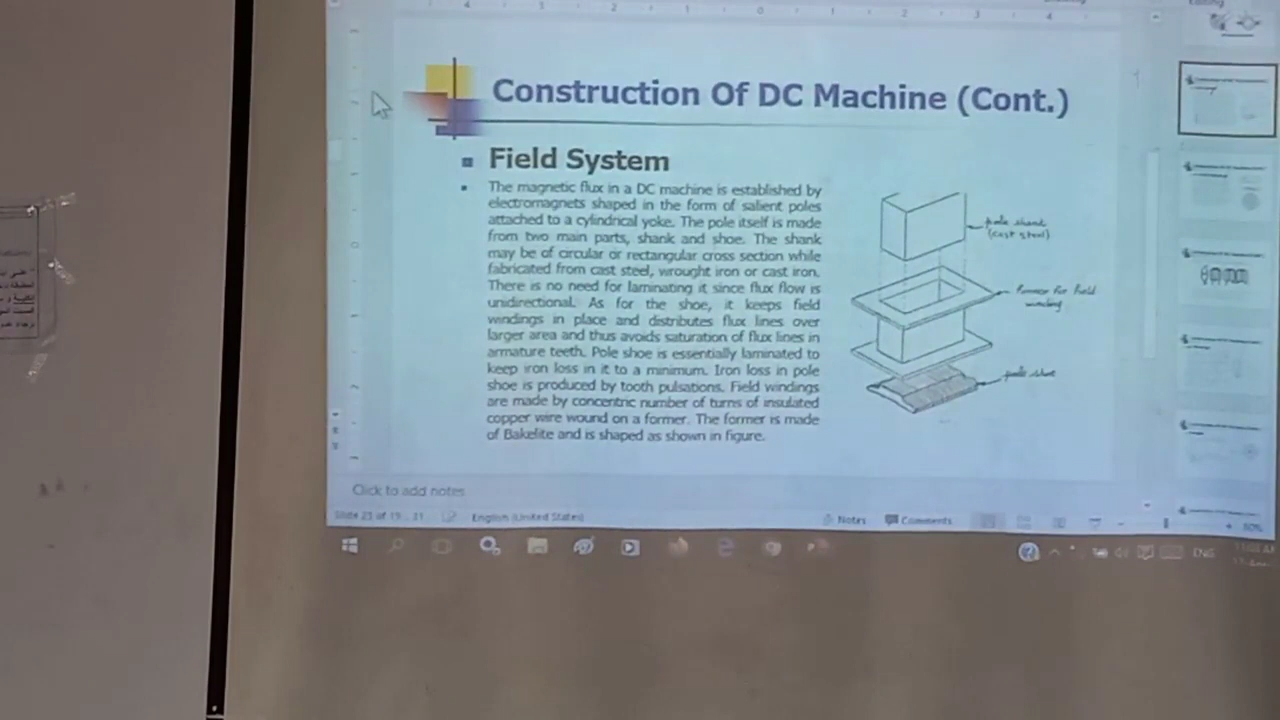 Construction Of DC Machine (Cont.)
Field System
The magnetic flux in a DC machine is established by
electromagnets shaped in the form of salient poles
attached to a cylindrical yoke. The pole itself is made
from two main parts, shank and shoe. The shank
may be of circular or rectangular cross section while
fabricated from cast steel, wrought iron or cast iron.
There is no need for laminating it since flux flow is
unidirectional. As for the shoe, it keeps field
windings in place and distributes flux lines over
larger area and thus avoids saturation of flux lines in
armature teeth. Pole shoe is essentially laminated to
keep iron loss in it to a minimum. Iron loss in pole
shoe is produced by tooth pulsations. Field windings
are made by concentric number of turns of insulated
copper wire wound on a former. The former is made
of Bakelite and is shaped as shown in figure.
pole shank
(cast steel)
Former for field
winding
pole shoe
Click to add notes
English (United States)
Notes
Comments
ENG